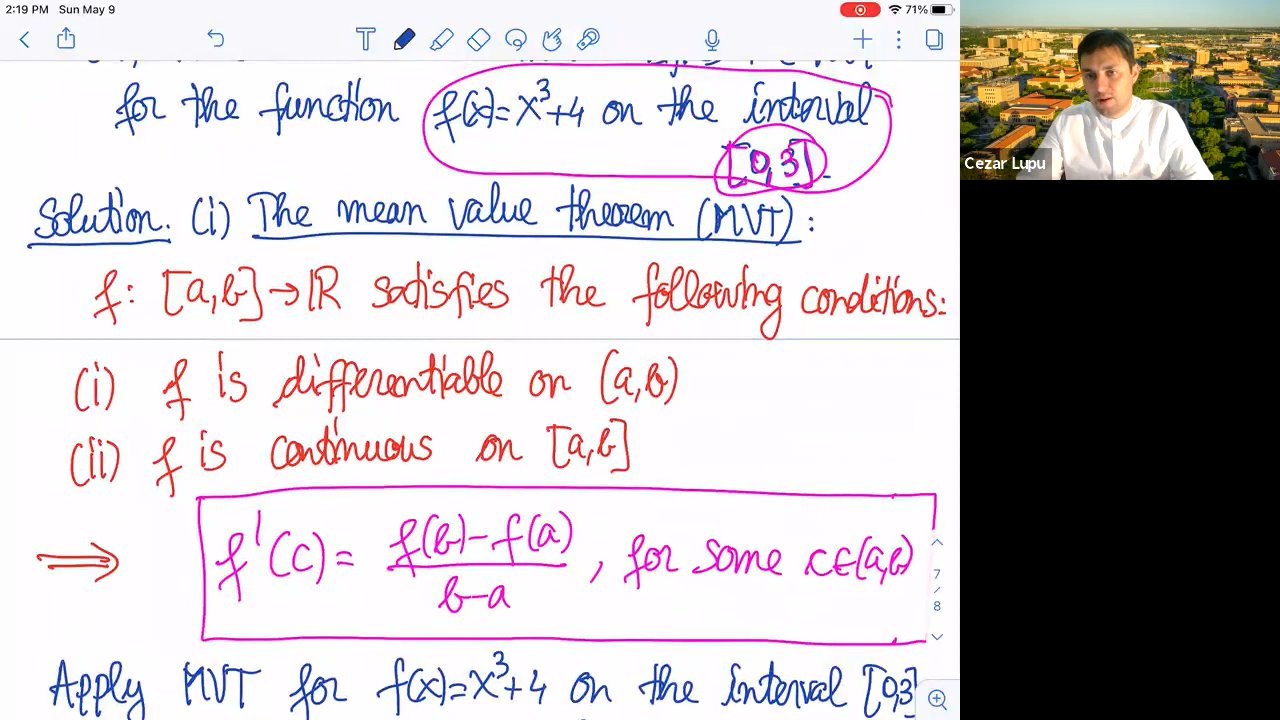 2:19 PM Sun May 9
71%
for the function f(x)=x³+4 on the interval
[0,3].
Cezar Lupu
Solution. (i) The mean value theorem (MVT):
f: [a,b]→ℝ satisfies the following conditions:
(i) f is differentiable on (a,b)
(ii) f is continuous on [a,b]
⟹ f'(c) = (f(b)-f(a))/(b-a), for some c∈(a,b)
7/8
Apply MVT for f(x)=x³+4 on the interval [0,3]